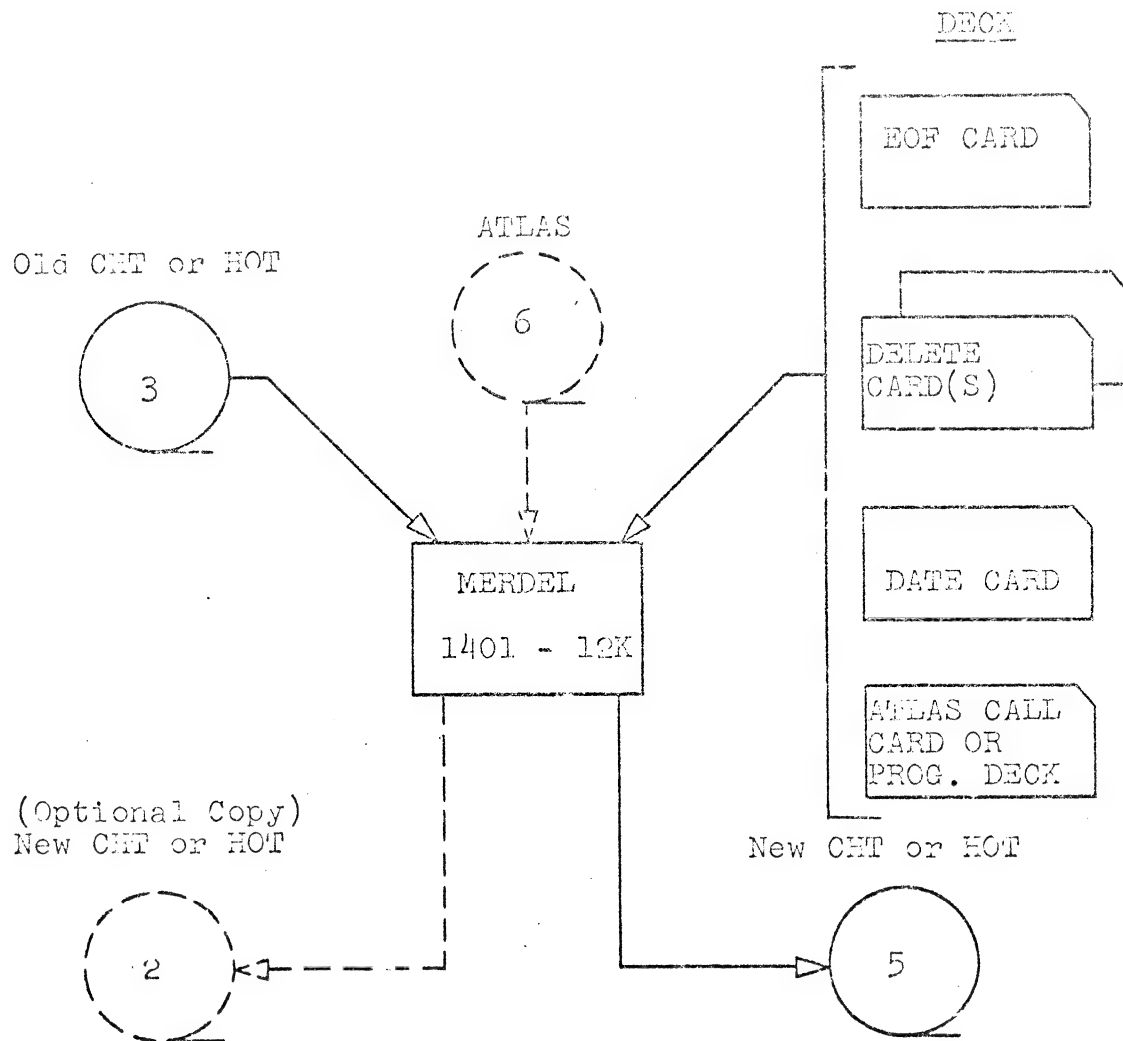 DECK
EOF CARD
ATLAS
6
Old CHT or HOT
3
DELETE
CARD(S)
MERDEL
1401 - 12K
DATE CARD
ATLAS CALL
CARD OR
PROG. DECK
(Optional Copy)
New CHT or HOT
2
New CHT or HOT
5